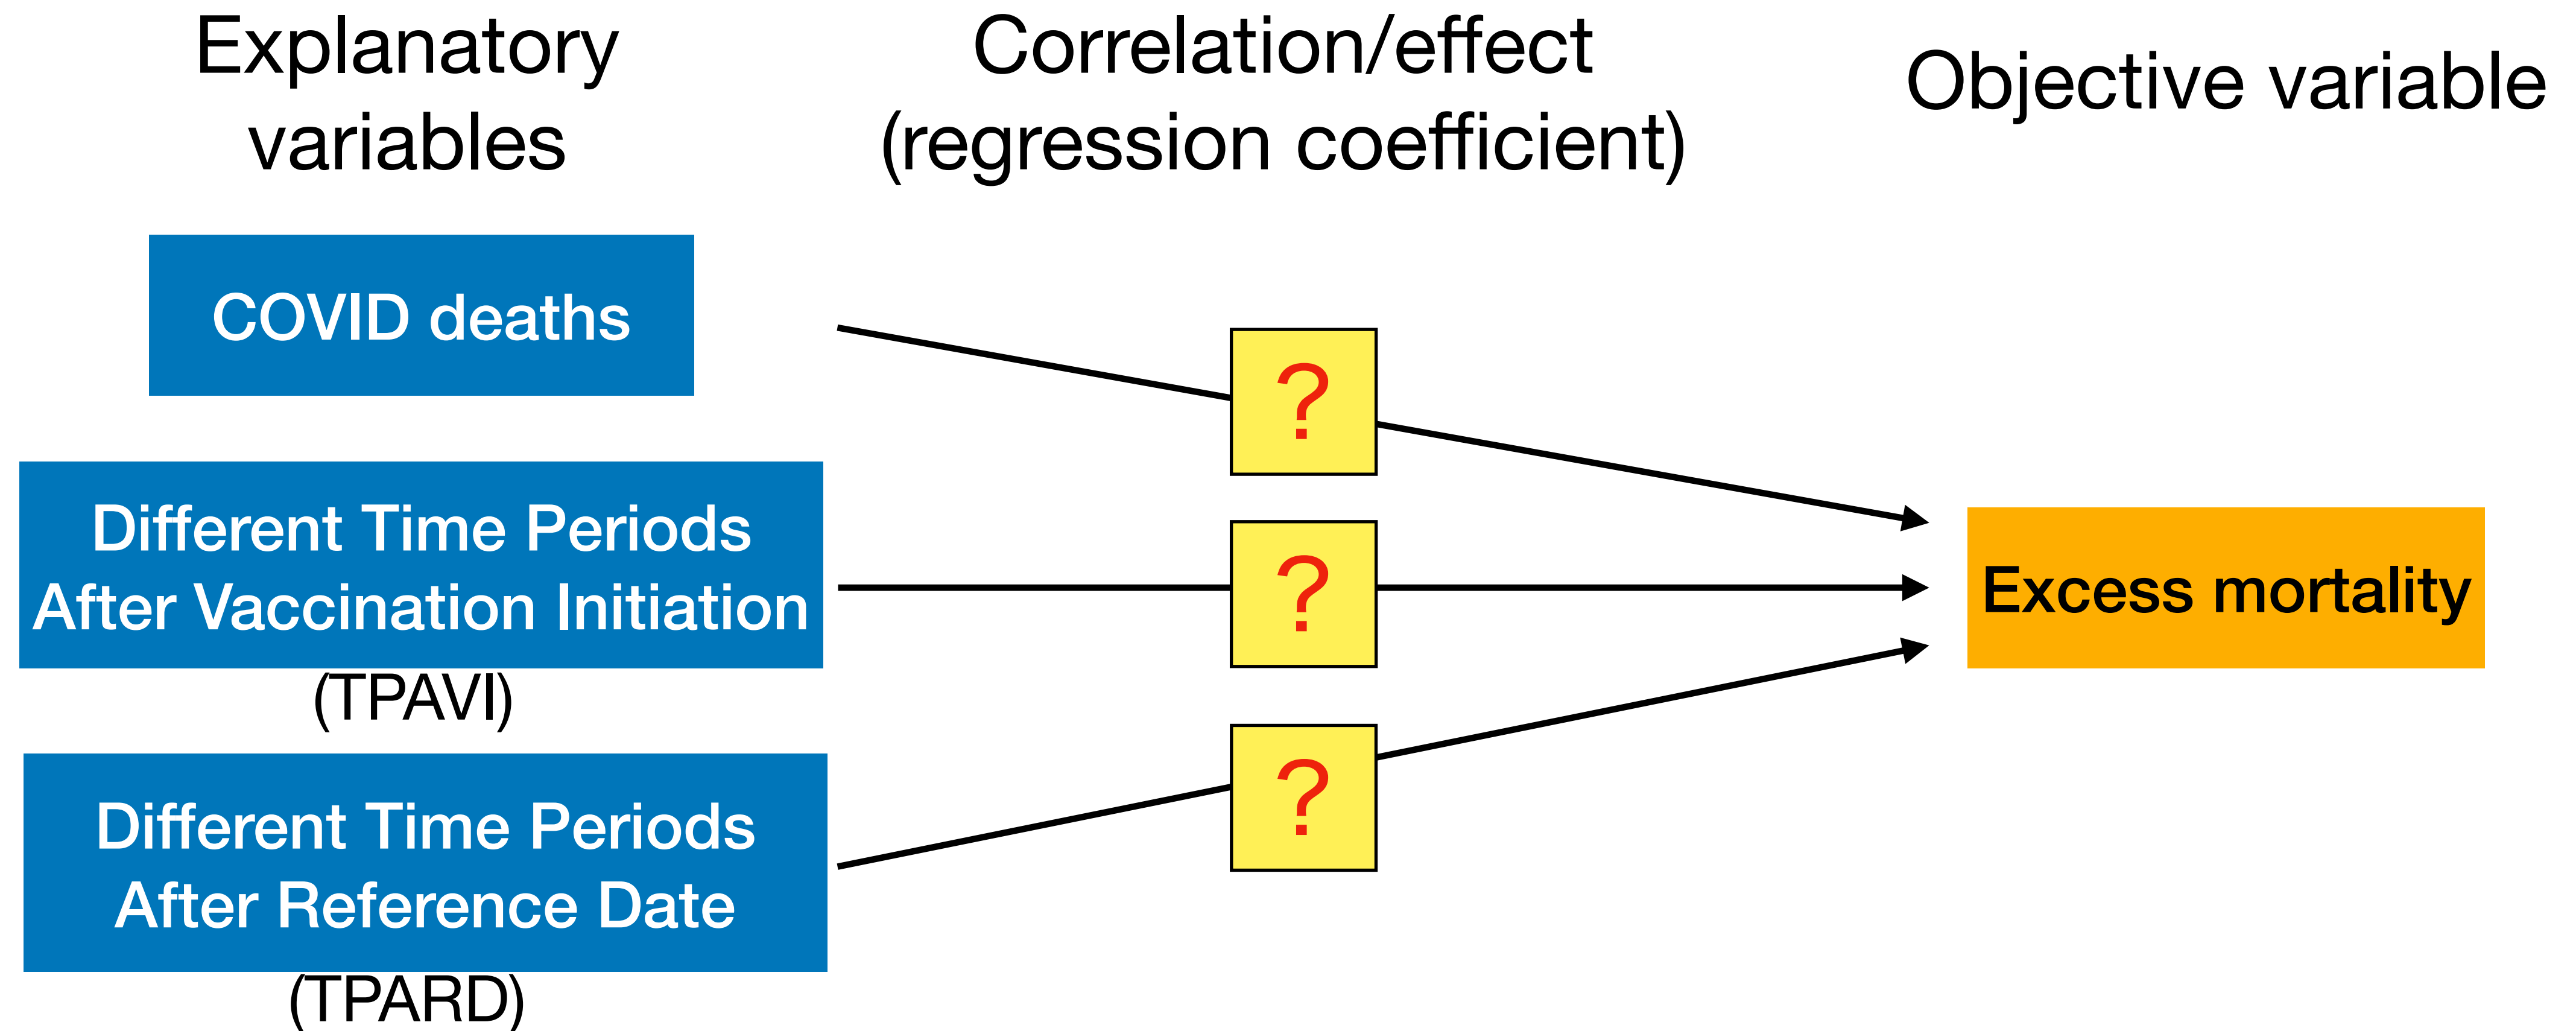 Explanatory
variables
Correlation/effect
(regression coefficient)
Objective variable
COVID deaths
?
Different Time Periods
After Vaccination Initiation
(TPAVI)
?
Excess mortality
Different Time Periods
After Reference Date
(TPARD)
?